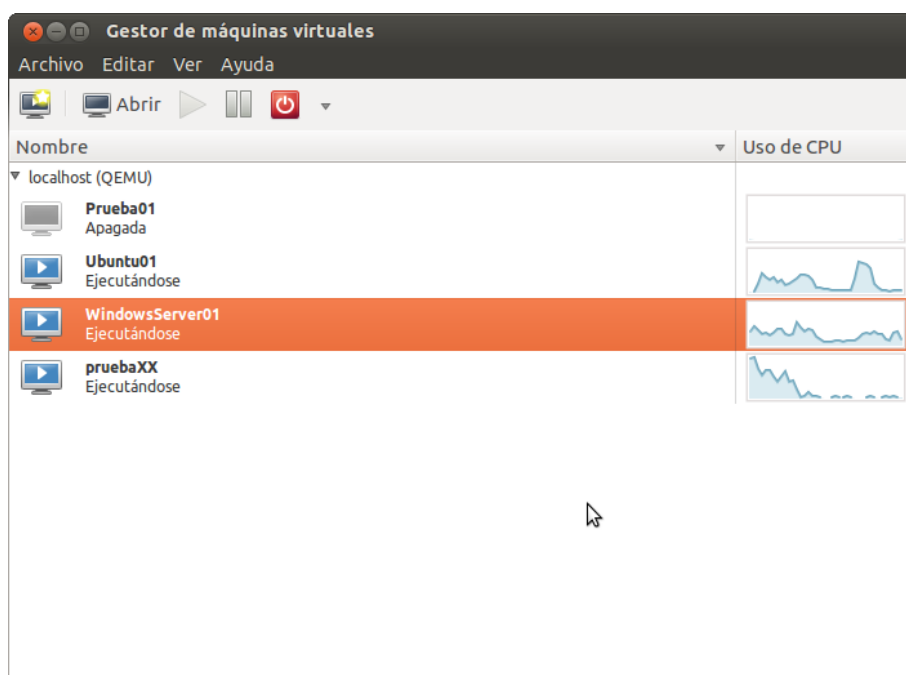 Gestor de máquinas virtuales
Archivo Editar Ver Ayuda
Abrir
Nombre Uso de CPU
localhost (QEMU)
Prueba01
Apagada
Ubuntu01
Ejecutándose
WindowsServer01
Ejecutándose
pruebaXX
Ejecutándose